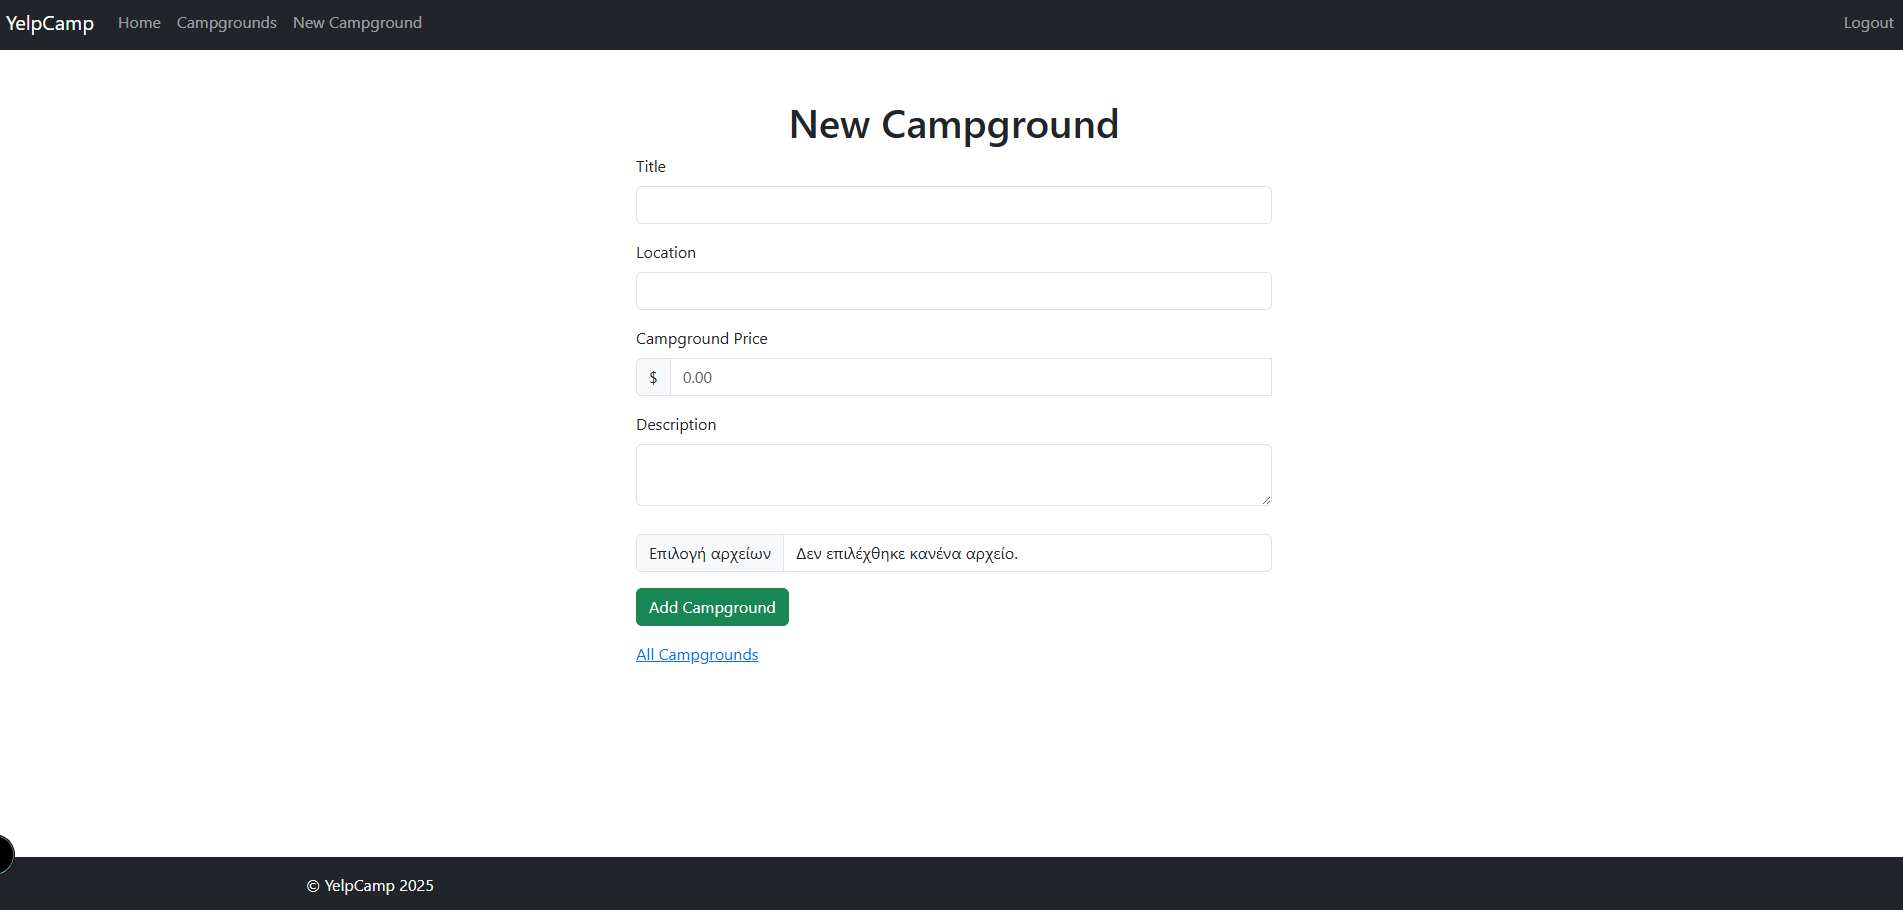 YelpCamp Home Campgrounds New Campground Logout
New Campground
Title
Location
Campground Price
$ 0.00
Description
Επιλογή αρχείων Δεν επιλέχθηκε κανένα αρχείο.
Add Campground
All Campgrounds
© YelpCamp 2025